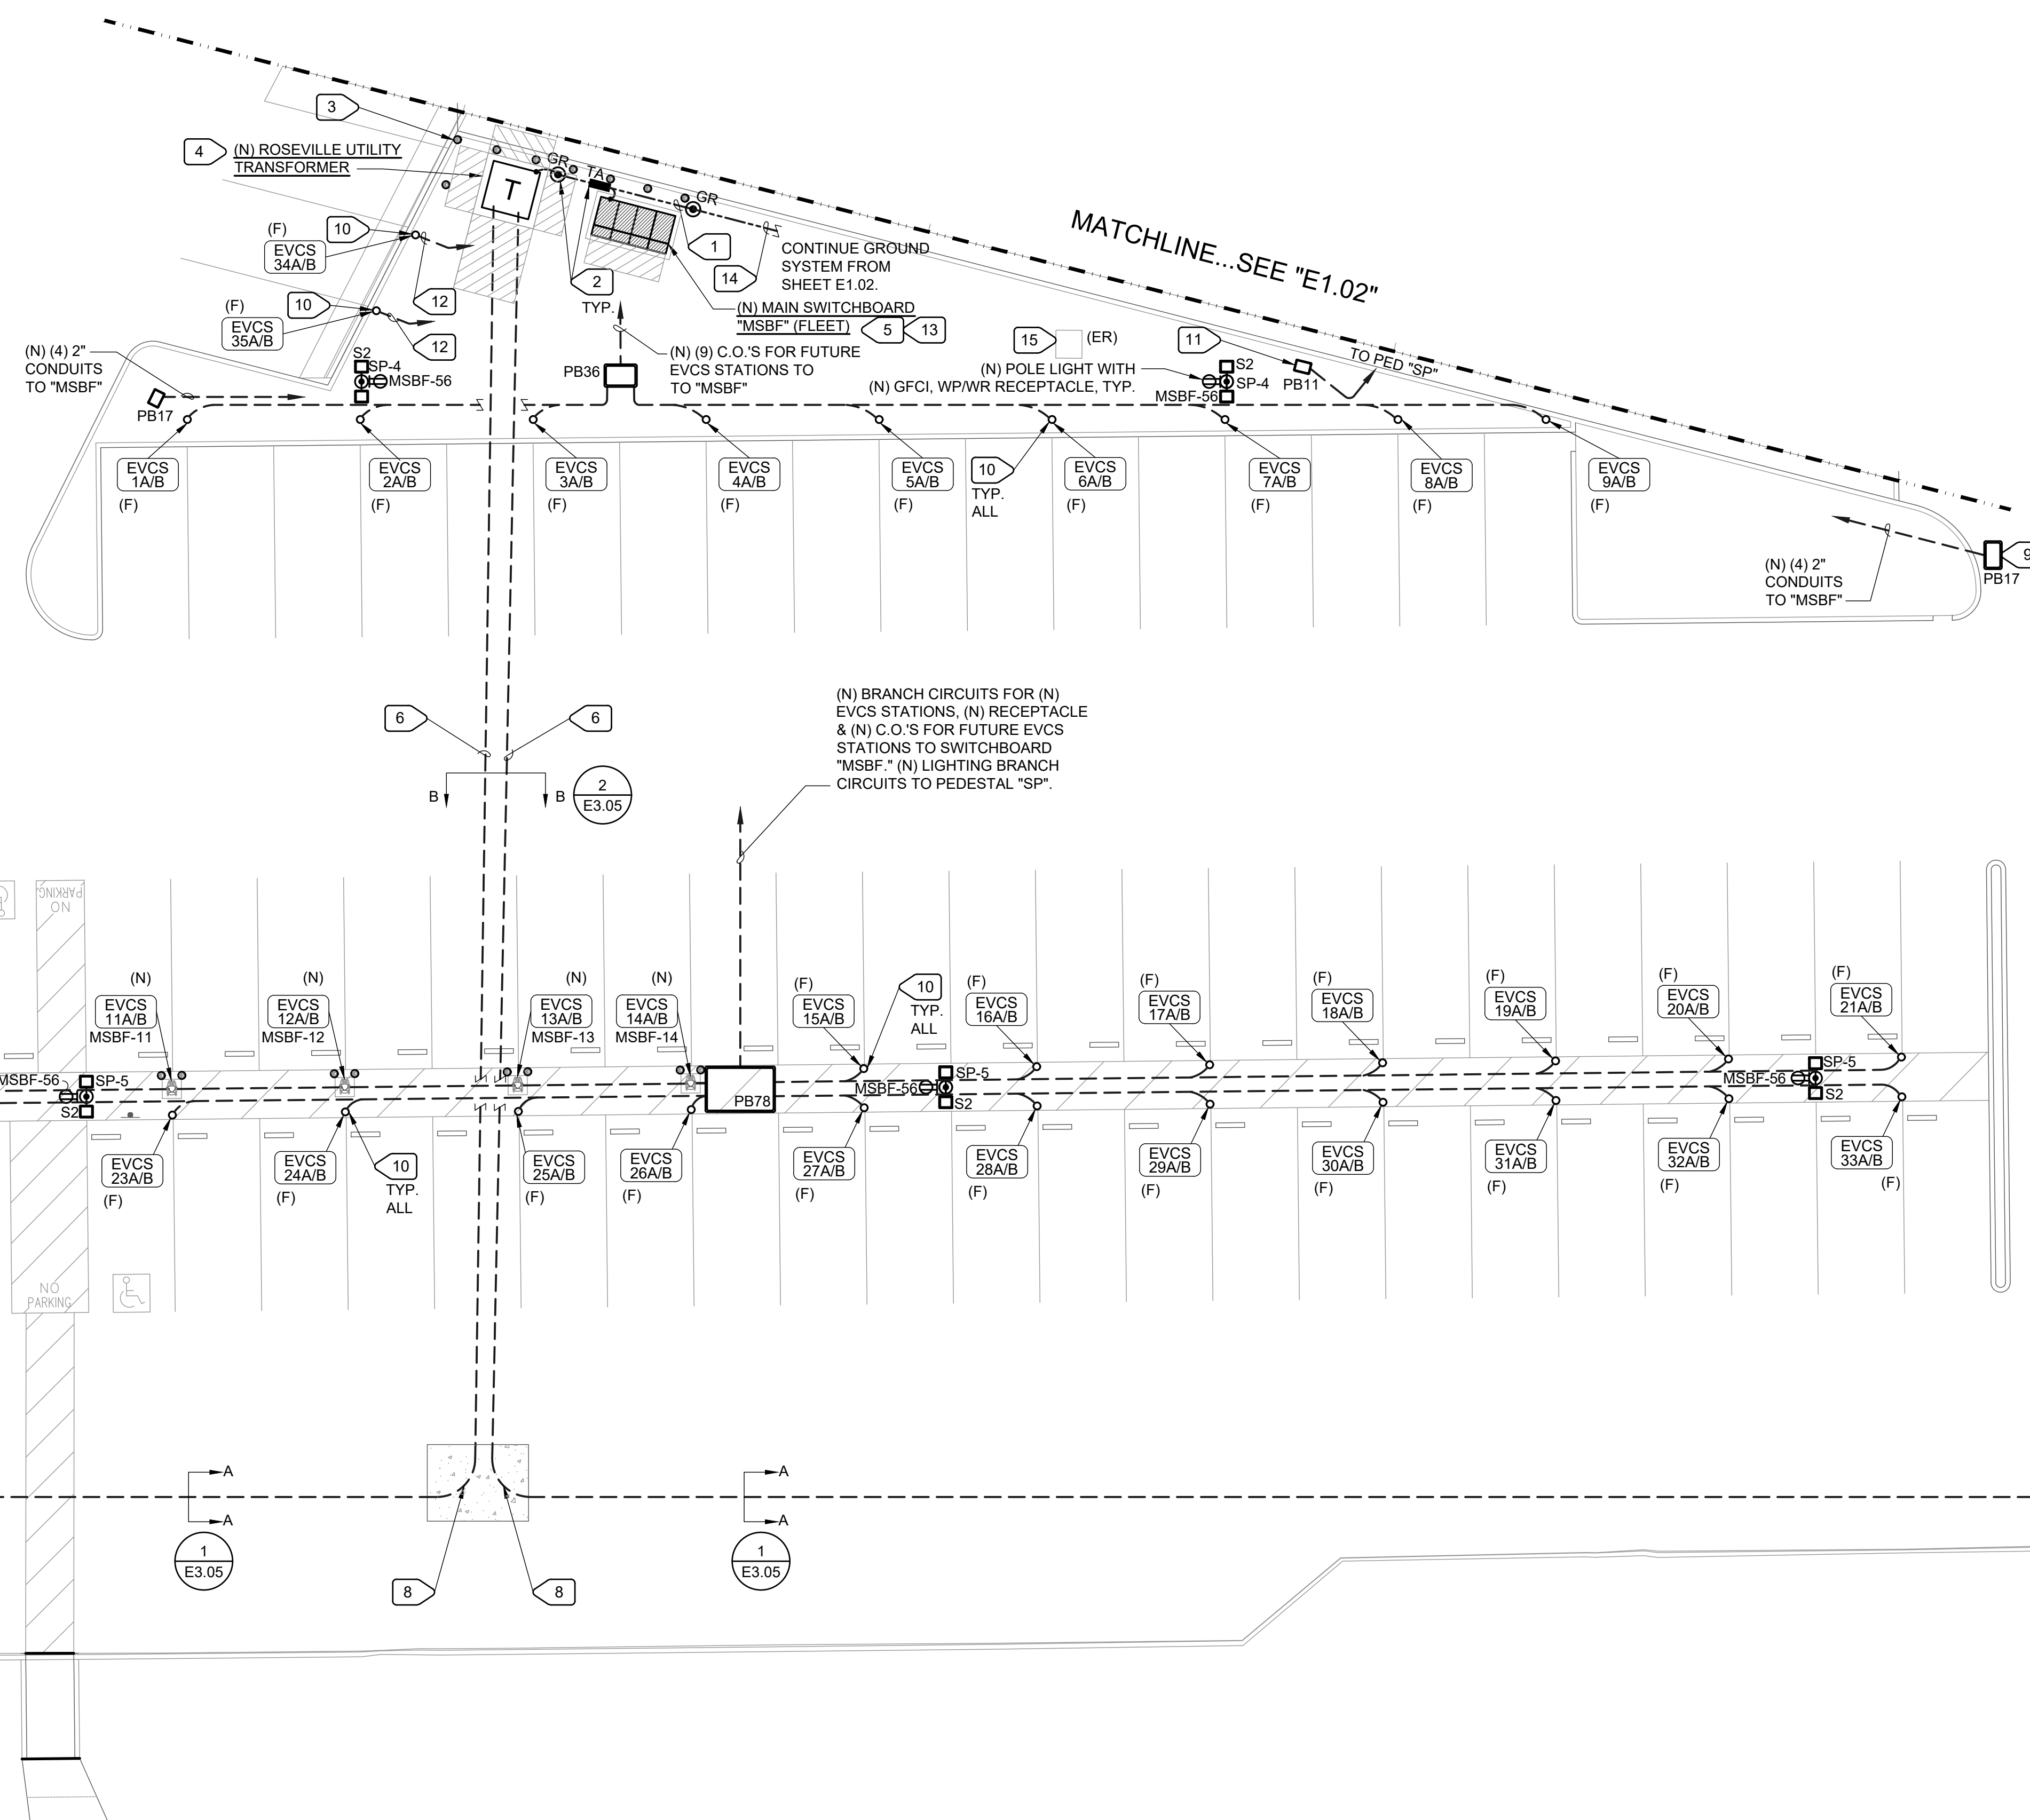 3
4
(N) ROSEVILLE UTILITY
TRANSFORMER
T
GR
TA
GR
MATCHLINE...SEE "E1.02"
(F)
EVCS
34A/B
10
12
1
2
TYP.
14
CONTINUE GROUND
SYSTEM FROM
SHEET E1.02.
(N) MAIN SWITCHBOARD
"MSBF" (FLEET)
5
13
(F)
EVCS
35A/B
10
12
(N) (4) 2"
CONDUITS
TO "MSBF"
PB17
S2
SP-4
MSBF-56
PB36
(N) (9) C.O.'S FOR FUTURE
EVCS STATIONS TO
TO "MSBF"
15
(ER)
(N) POLE LIGHT WITH
(N) GFCI, WP/WR RECEPTACLE, TYP.
11
S2
SP-4
MSBF-56
PB11
TO PED "SP"
EVCS
1A/B
(F)
EVCS
2A/B
(F)
EVCS
3A/B
(F)
EVCS
4A/B
(F)
EVCS
5A/B
(F)
10
TYP.
ALL
EVCS
6A/B
(F)
EVCS
7A/B
(F)
EVCS
8A/B
(F)
EVCS
9A/B
(F)
(N) (4) 2"
CONDUITS
TO "MSBF"
9
PB17
6
6
B
B
2
E3.05
(N) BRANCH CIRCUITS FOR (N)
EVCS STATIONS, (N) RECEPTACLE
& (N) C.O.'S FOR FUTURE EVCS
STATIONS TO SWITCHBOARD
"MSBF." (N) LIGHTING BRANCH
CIRCUITS TO PEDESTAL "SP".
NO
PARKING
(N)
EVCS
11A/B
MSBF-11
(N)
EVCS
12A/B
MSBF-12
(N)
EVCS
13A/B
MSBF-13
(N)
EVCS
14A/B
MSBF-14
(F)
EVCS
15A/B
10
TYP.
ALL
(F)
EVCS
16A/B
(F)
EVCS
17A/B
(F)
EVCS
18A/B
(F)
EVCS
19A/B
(F)
EVCS
20A/B
(F)
EVCS
21A/B
MSBF-56
SP-5
S2
PB78
MSBF-56
SP-5
S2
MSBF-56
SP-5
S2
EVCS
23A/B
(F)
EVCS
24A/B
(F)
10
TYP.
ALL
EVCS
25A/B
(F)
EVCS
26A/B
(F)
EVCS
27A/B
(F)
EVCS
28A/B
(F)
EVCS
29A/B
(F)
EVCS
30A/B
(F)
EVCS
31A/B
(F)
EVCS
32A/B
(F)
EVCS
33A/B
(F)
NO
PARKING
A
A
1
E3.05
A
A
1
E3.05
8
8